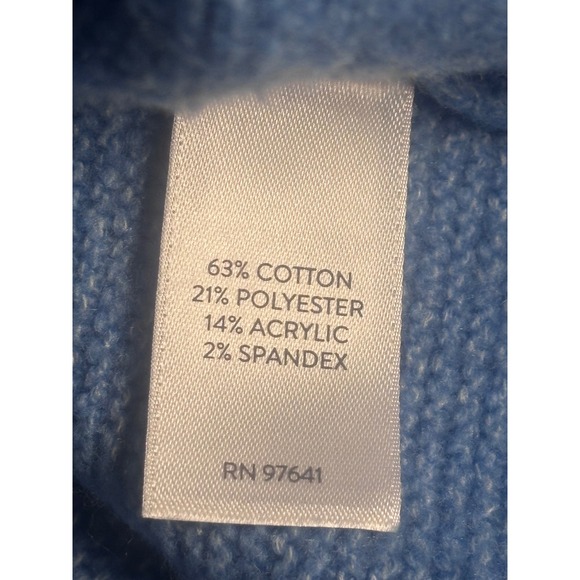 63% COTTON
21% POLYESTER
14% ACRYLIC
2% SPANDEX
RN 97641